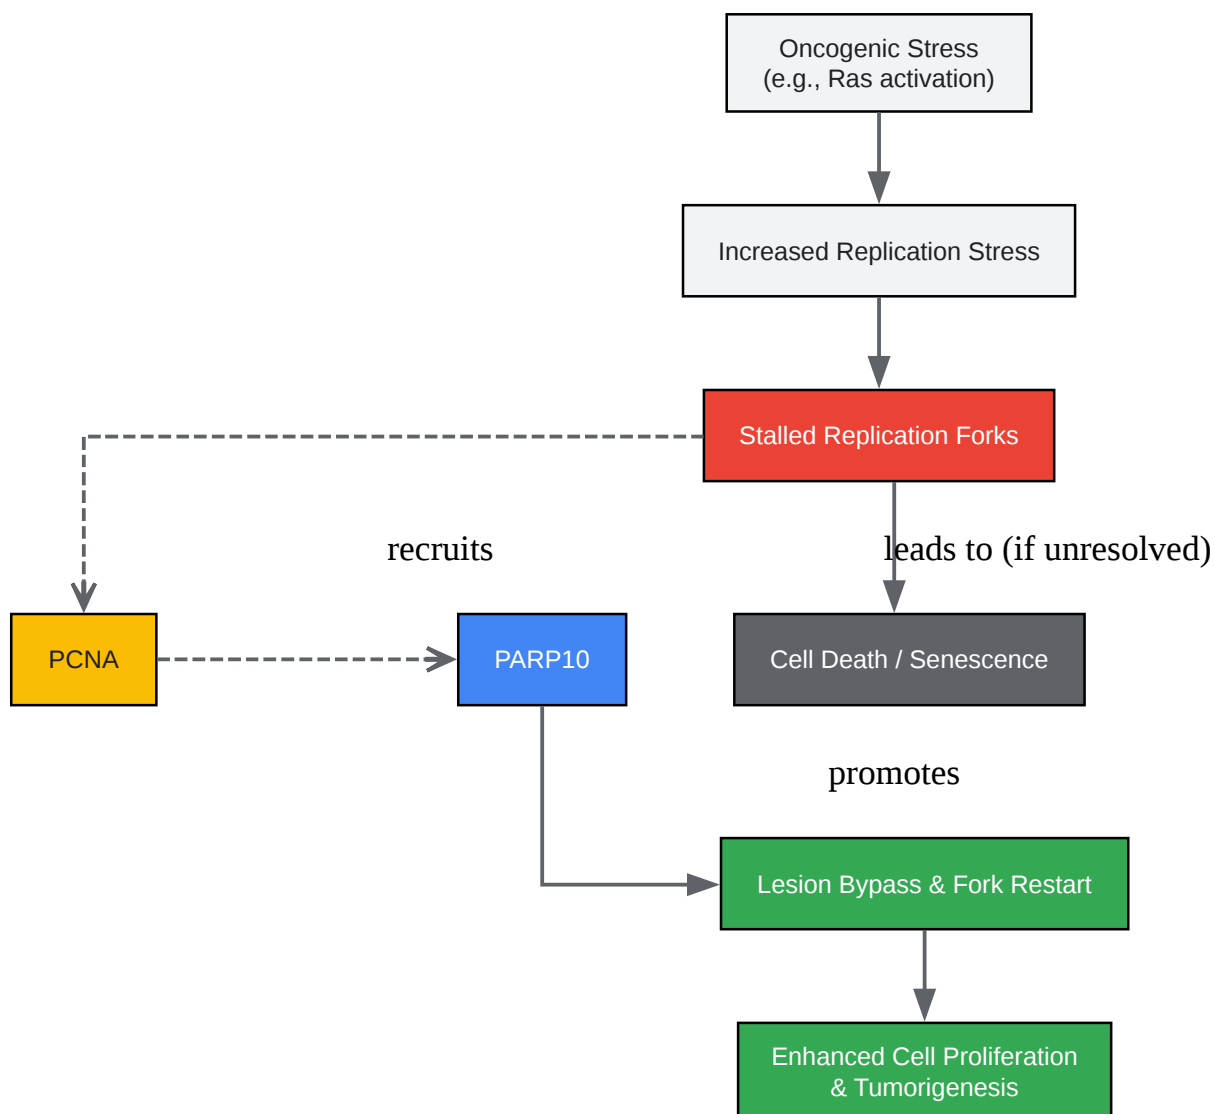 Oncogenic Stress
(e.g., Ras activation)
Increased Replication Stress
Stalled Replication Forks
recruits
leads to (if unresolved)
PCNA
PARP10
Cell Death / Senescence
promotes
Lesion Bypass & Fork Restart
Enhanced Cell Proliferation
& Tumorigenesis